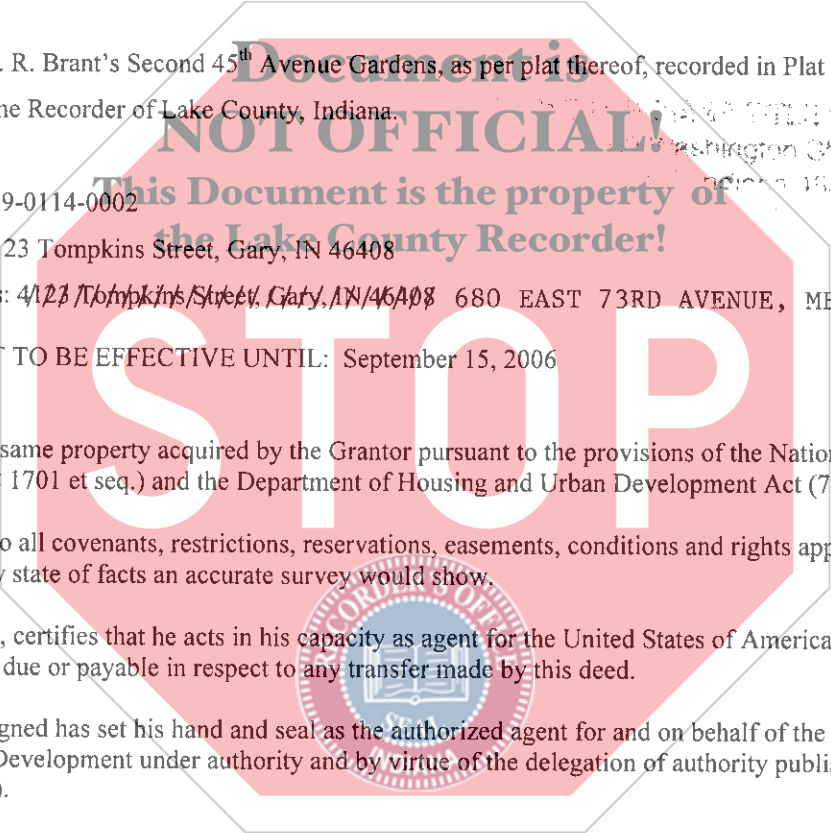 . R. Brant's Second 45th Avenue Gardens, as per plat thereof, recorded in Plat
Document is
ne Recorder of Lake County, Indiana.
NOT OFFICIAL!
ashington
This Document is the property of
9-0114-0002
the Lake County Recorder!
23 Tompkins Street, Gary, IN 46408
s: 4123 Tompkins Street, Gary, IN 46408 680 EAST 73RD AVENUE, ME
T TO BE EFFECTIVE UNTIL: September 15, 2006
STOP
same property acquired by the Grantor pursuant to the provisions of the Nation
1701 et seq.) and the Department of Housing and Urban Development Act (7
o all covenants, restrictions, reservations, easements, conditions and rights app
y state of facts an accurate survey would show.
, certifies that he acts in his capacity as agent for the United States of America
due or payable in respect to any transfer made by this deed.
gned has set his hand and seal as the authorized agent for and on behalf of the
Development under authority and by virtue of the delegation of authority publi
).
RECORDER'S OFFICE
SEAL
INDIANA